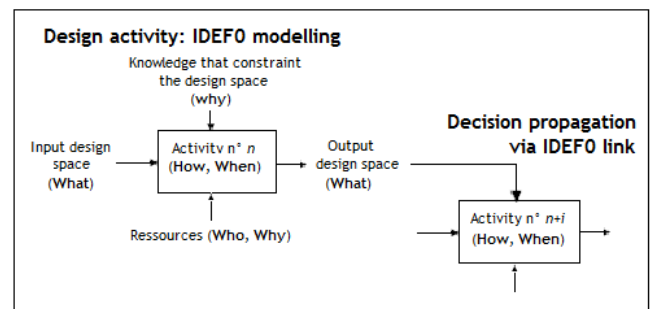 Design activity: IDEF0 modelling
Knowledge that constraint
the design space
(why)
Input design
space
(What)
Activity n° n
(How, When)
Output
design space
(What)
Ressources (Who, Why)
Decision propagation
via IDEF0 link
Activity n° n+i
(How, When)